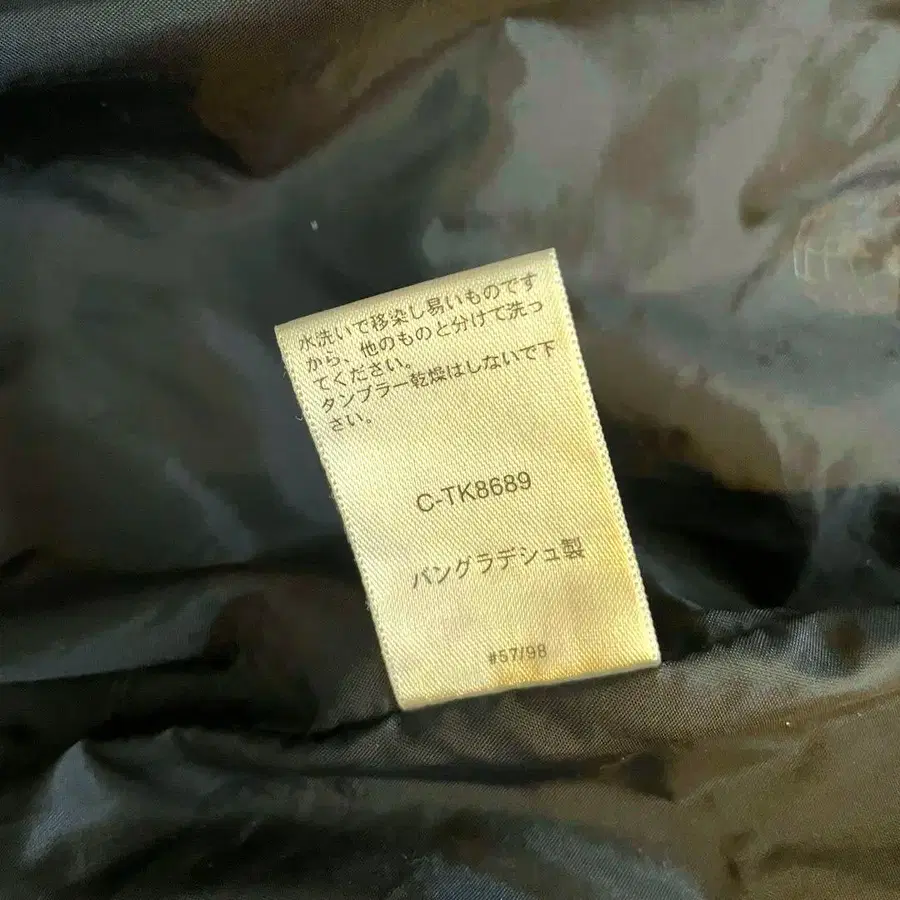 水洗いで移染し易いものです
から、他のものと分けて洗っ
てください。
タンブラー乾燥はしないで下
さい。
C-TK8689
バングラデシュ製
#57/98